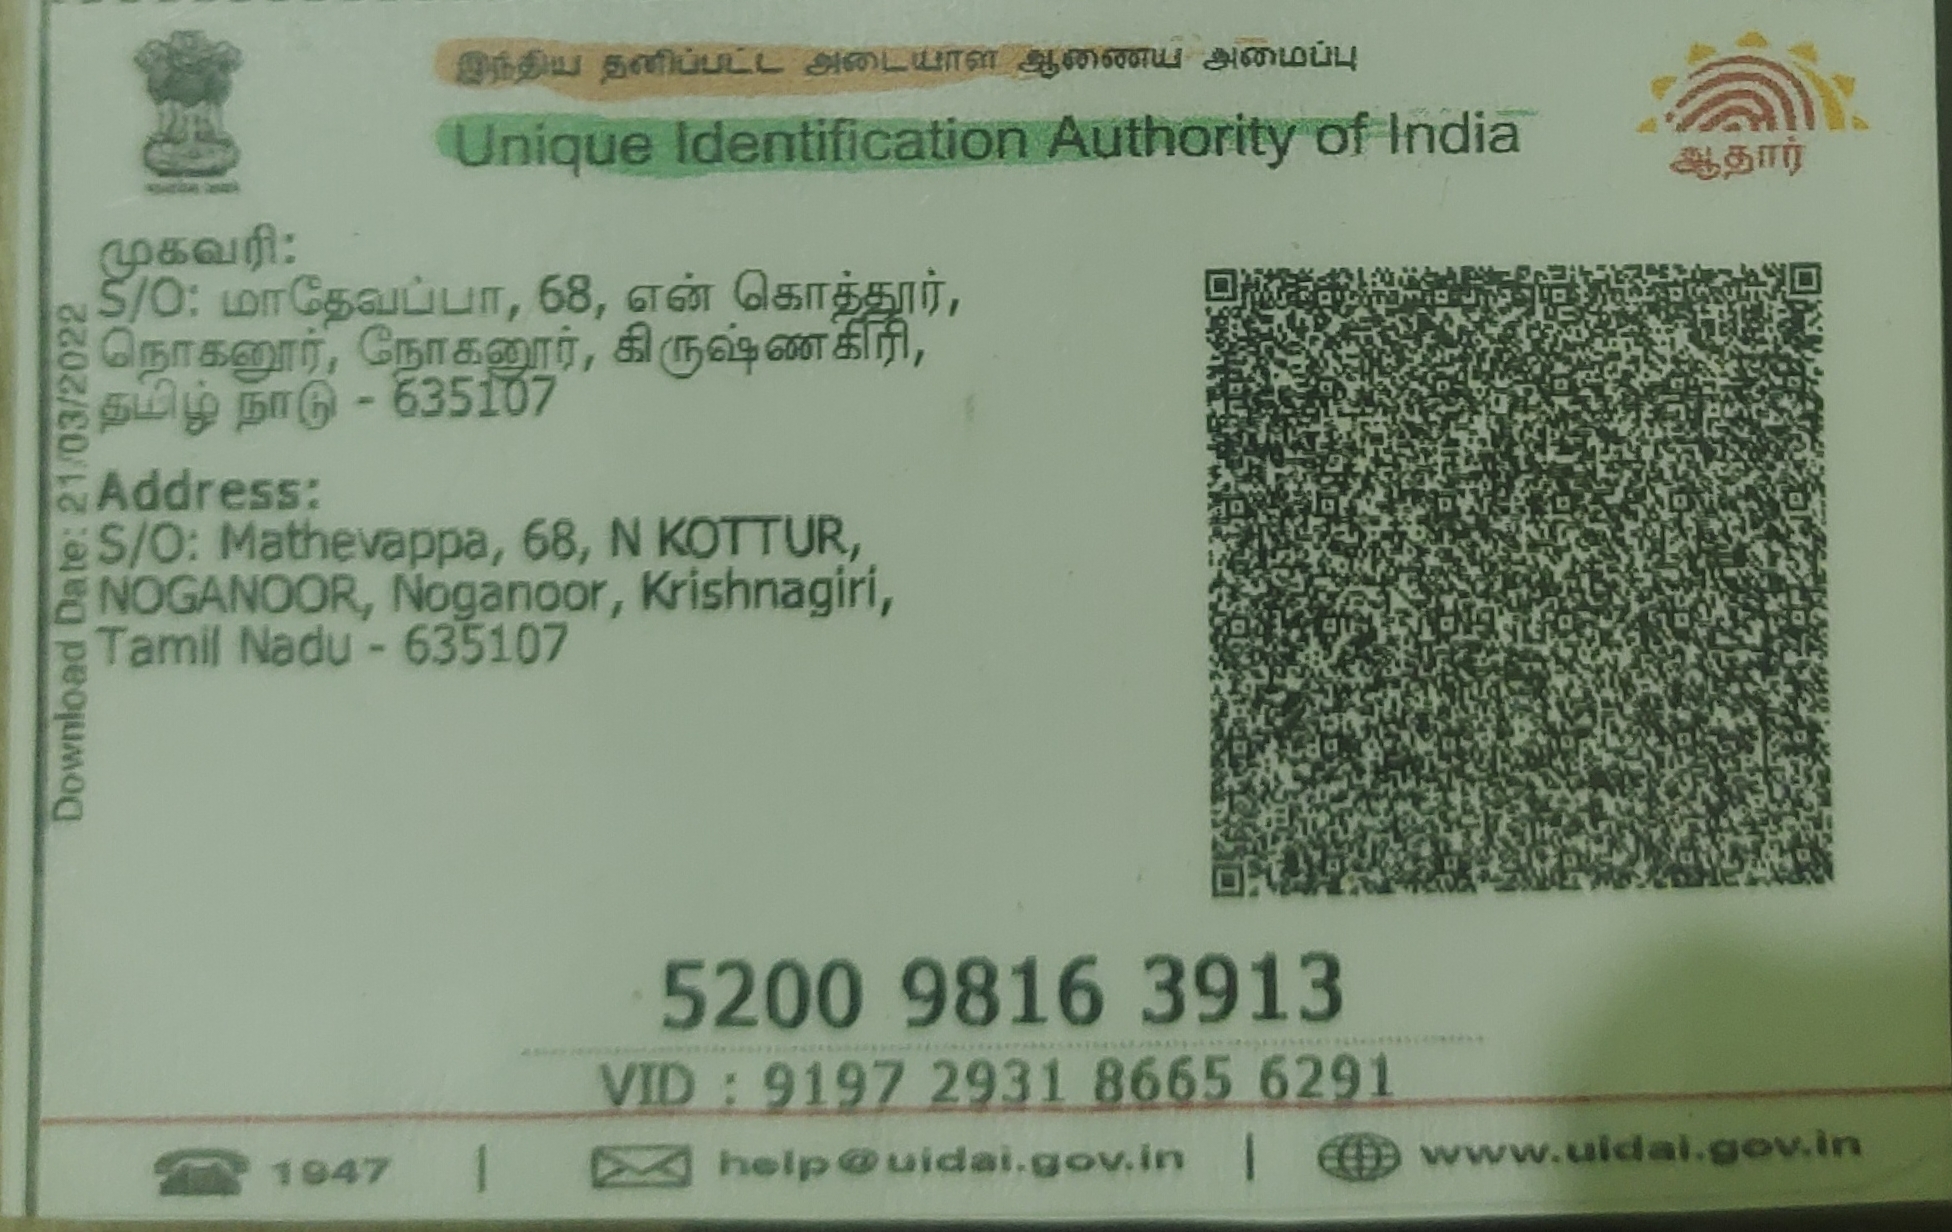 இந்திய தனிப்பட்ட அடையாள ஆணைய அமைப்பு
Unique Identification Authority of India
ஆதார்
முகவரி:
S/O: மாதேவப்பா, 68, என் கொத்தூர்,
நொகனூர், நோகனூர், கிருஷ்ணகிரி,
தமிழ் நாடு - 635107
Address:
S/O: Mathevappa, 68, N KOTTUR,
NOGANOOR, Noganoor, Krishnagiri,
Tamil Nadu - 635107
Download Date: 21/03/2022
5200 9816 3913
VID : 9197 2931 8665 6291
1947 | help@uidai.gov.in | www.uidai.gov.in